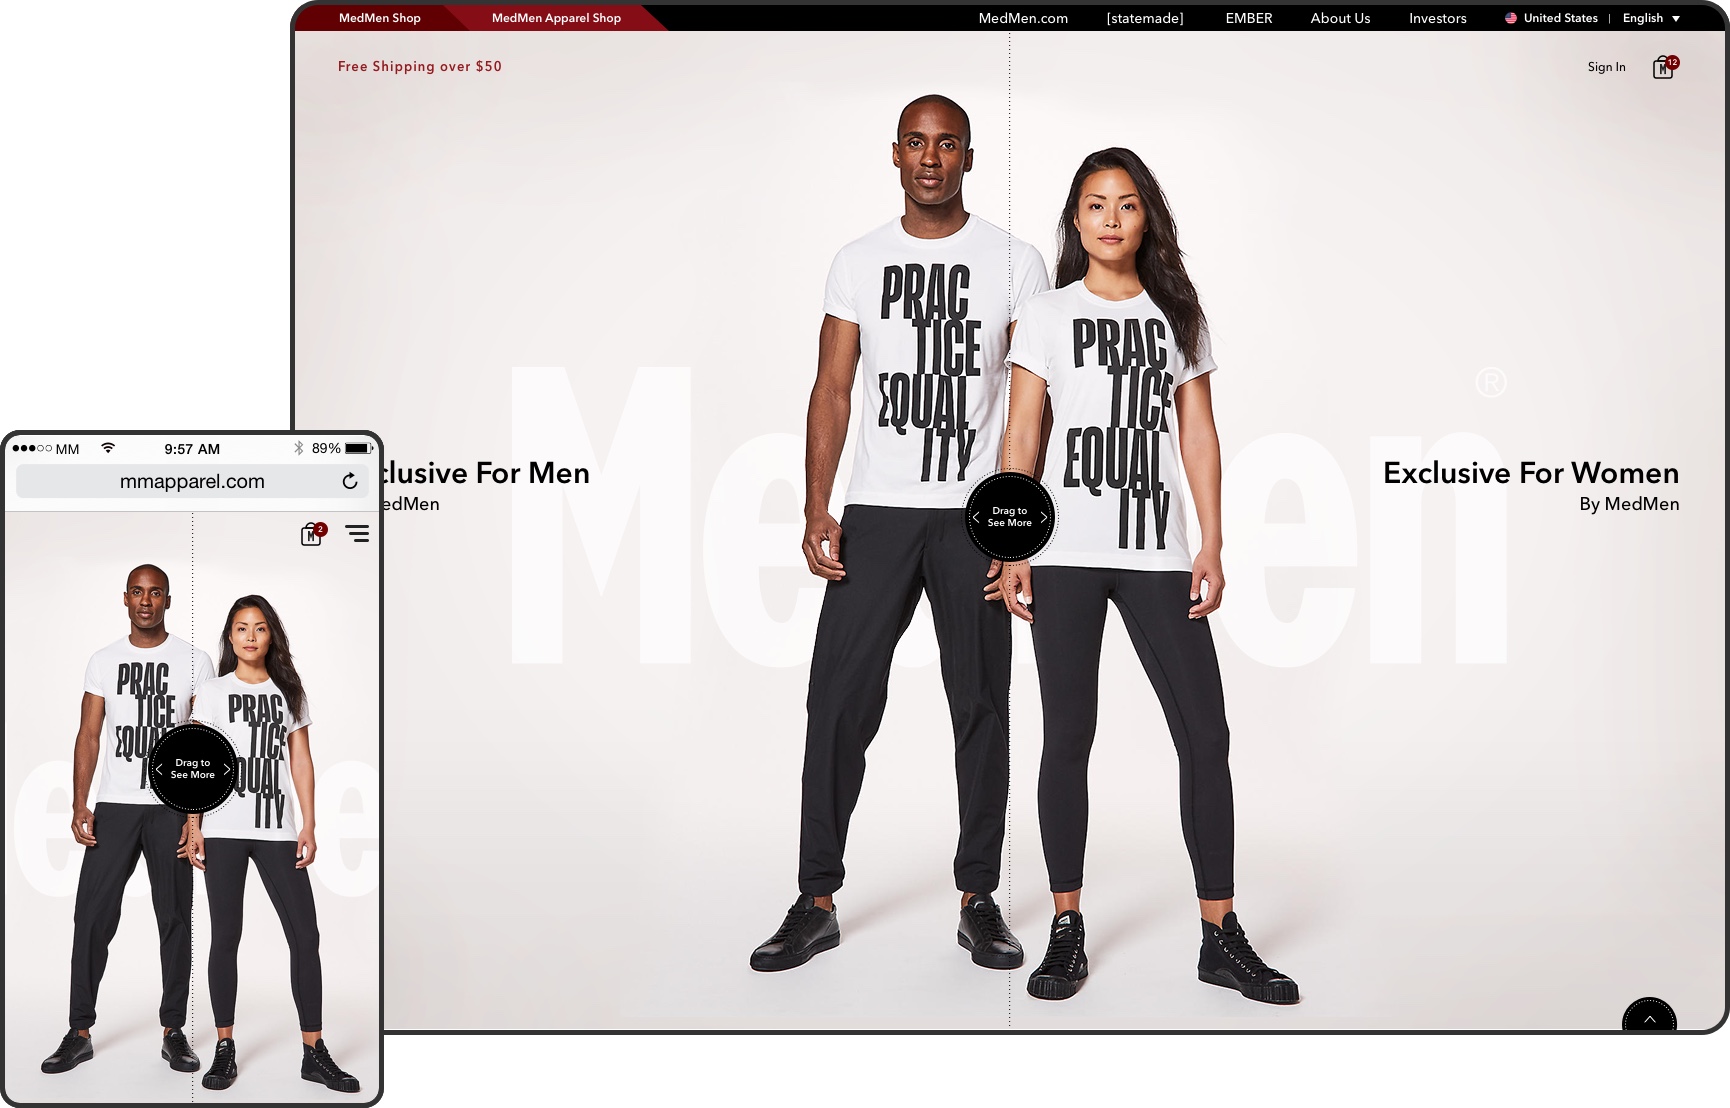 MedMen Shop
MedMen Apparel Shop
MedMen.com
[statemade]
EMBER
About Us
Investors
United States | English
Free Shipping over $50
Sign In
M
12
PRAC
TICE
EQUAL
ITY
PRAC
TICE
EQUAL
ITY
Med
en
®
clusive For Men
edMen
Exclusive For Women
By MedMen
Drag to
See More
MM
9:57 AM
89%
mmapparel.com
M
2
PRAC
TICE
EQUAL
PRAC
TICE
QUAL
ITY
Drag to
See More
e
e